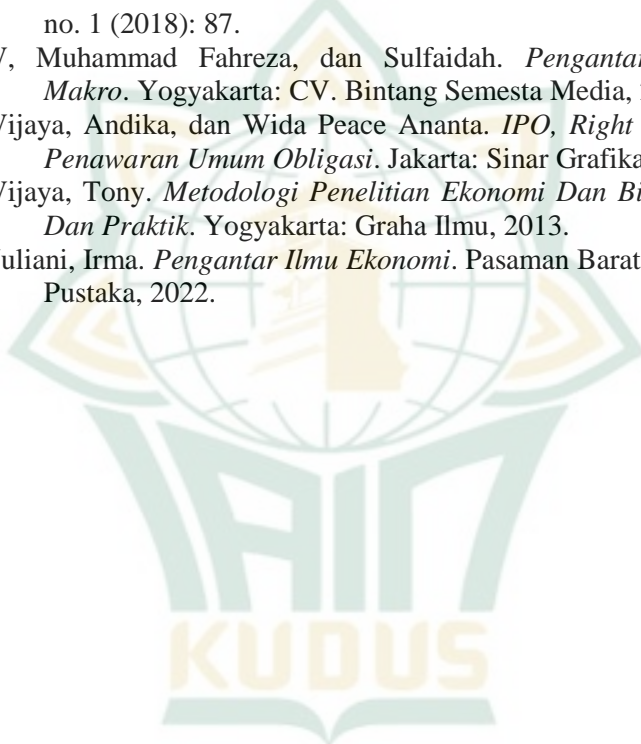 no. 1 (2018): 87.
Muhammad Fahreza, dan Sulfaidah. Pengantar
Makro. Yogyakarta: CV. Bintang Semesta Media,
Wijaya, Andika, dan Wida Peace Ananta. IPO, Right
Penawaran Umum Obligasi. Jakarta: Sinar Grafika
Wijaya, Tony. Metodologi Penelitian Ekonomi Dan
Dan Praktik. Yogyakarta: Graha Ilmu, 2013.
uliani, Irma. Pengantar Ilmu Ekonomi. Pasaman Barat
Pustaka, 2022.
IAIN
KUDUS